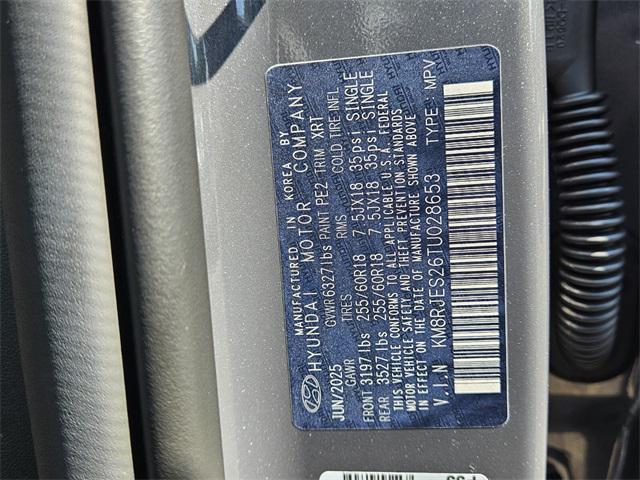 MANUFACTURED IN KOREA BY
HYUNDAI MOTOR COMPANY
JUN/2025 GVWR 6327 lbs PAINT PE2 TRIM XRT
GAWR TIRES RIMS COLD TIRE INFL
FRONT 3197 lbs 255/60R18 7.5JX18 35psi SINGLE
REAR 3527 lbs 255/60R18 7.5JX18 35psi SINGLE
THIS VEHICLE CONFORMS TO ALL APPLICABLE U.S.A. FEDERAL
MOTOR VEHICLE SAFETY AND THEFT PREVENTION STANDARDS
IN EFFECT ON THE DATE OF MANUFACTURE SHOWN ABOVE
V.I.N KM8RJES26TU028653 TYPE MPV